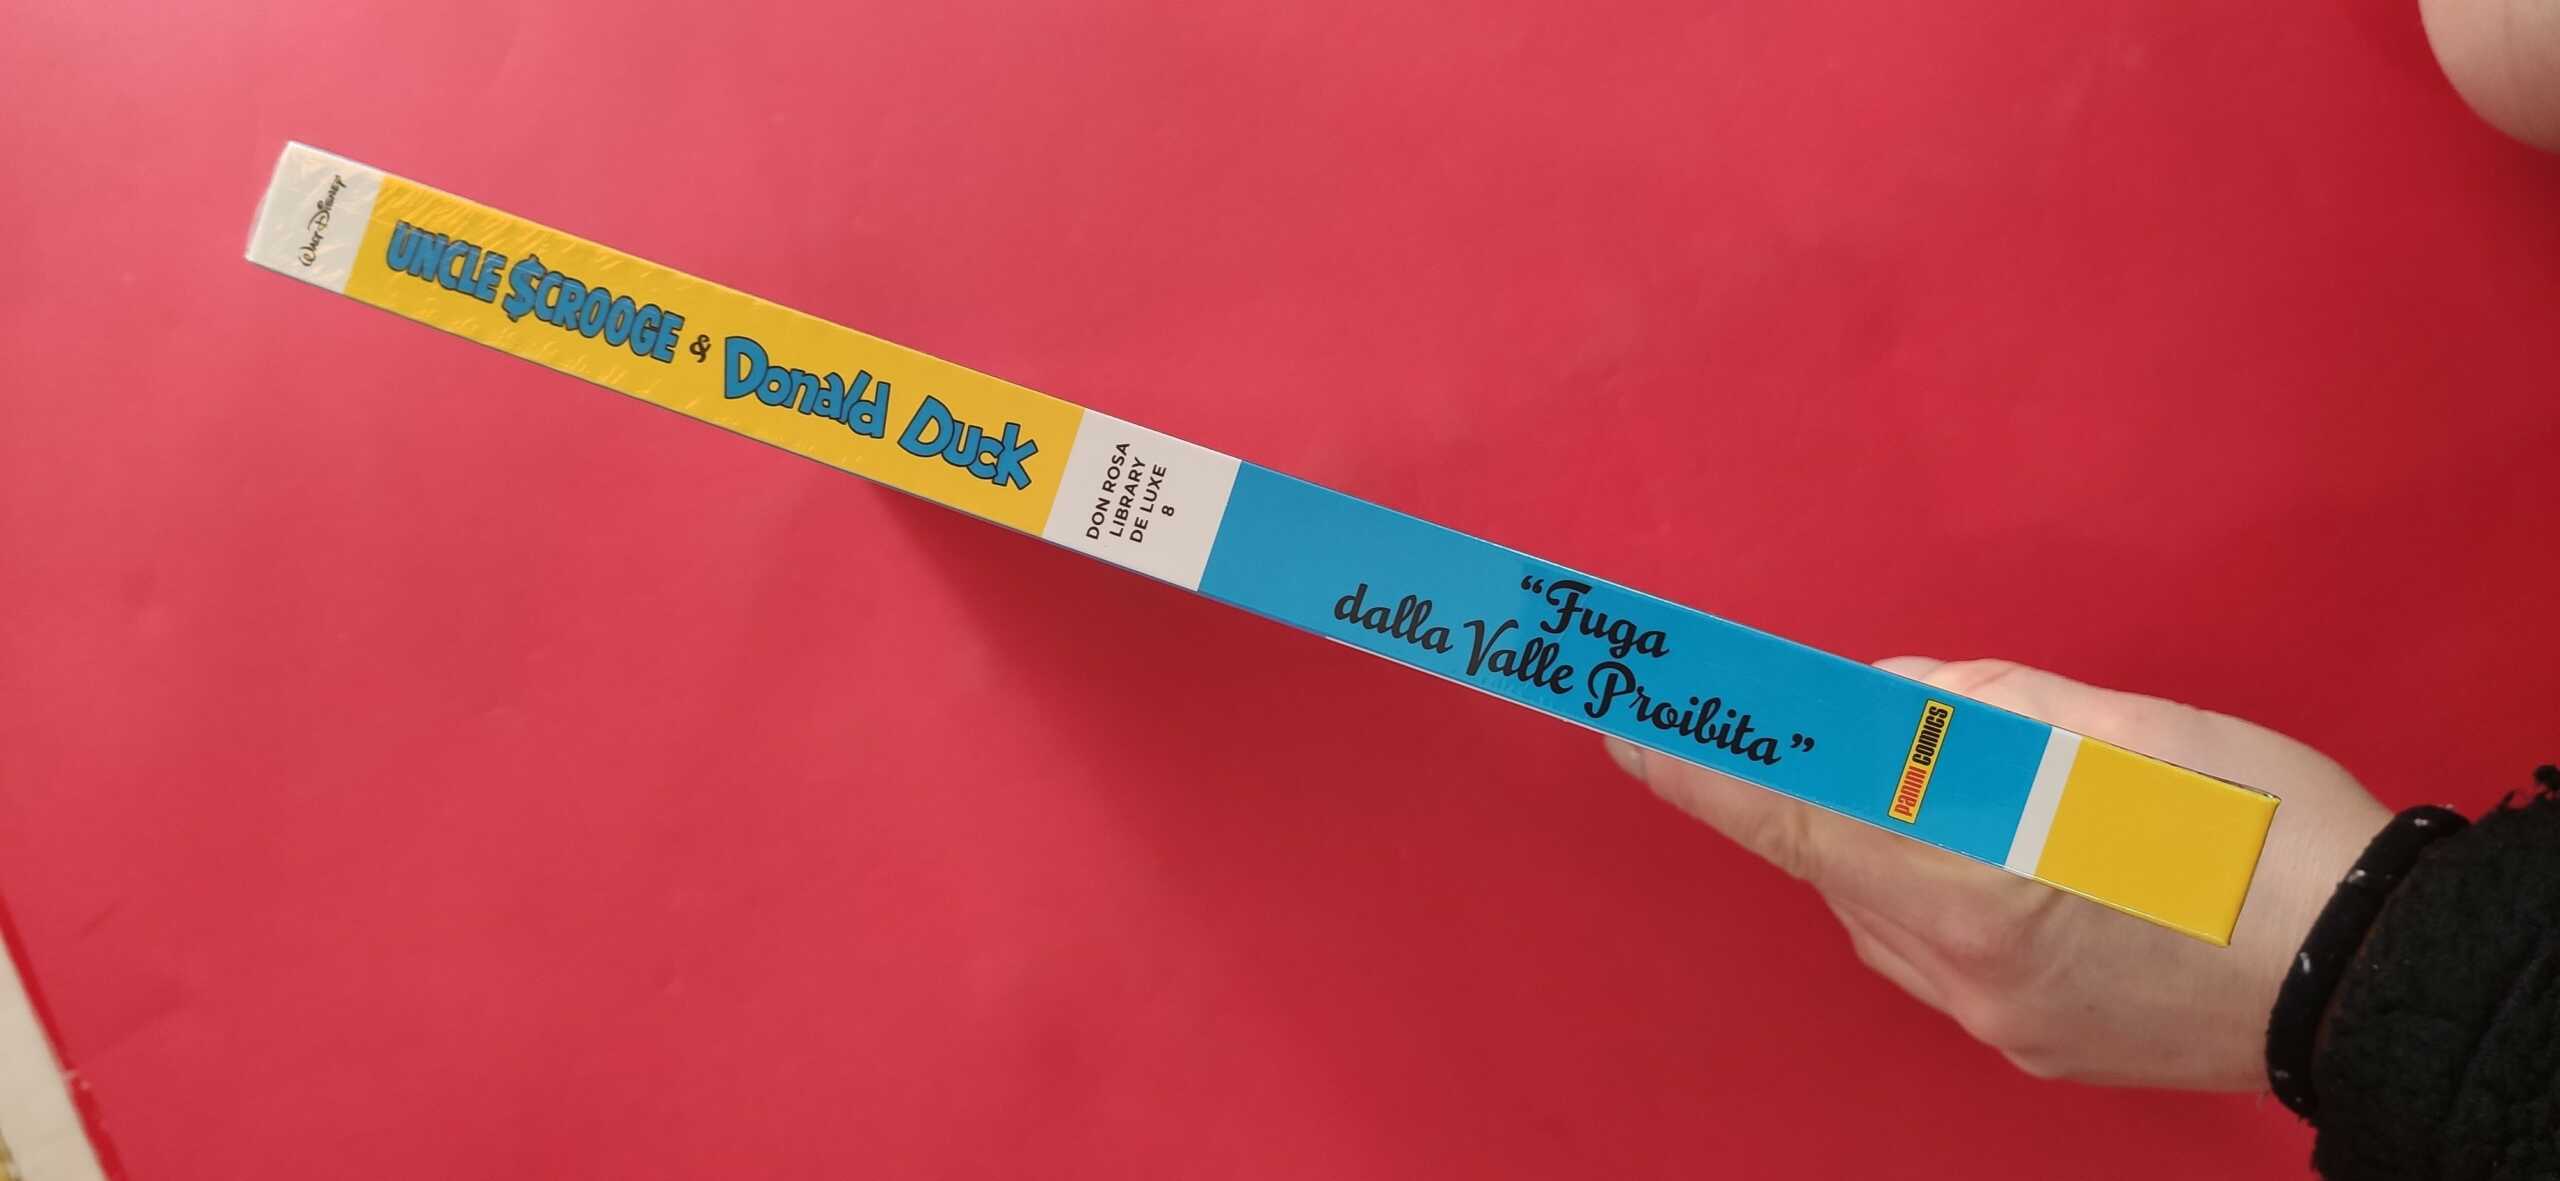 WALT DISNEY
UNCLE $CROOGE & Donald Duck
DON ROSA
LIBRARY
DE LUXE
8
“Fuga
dalla Valle Proibita”
panini comics